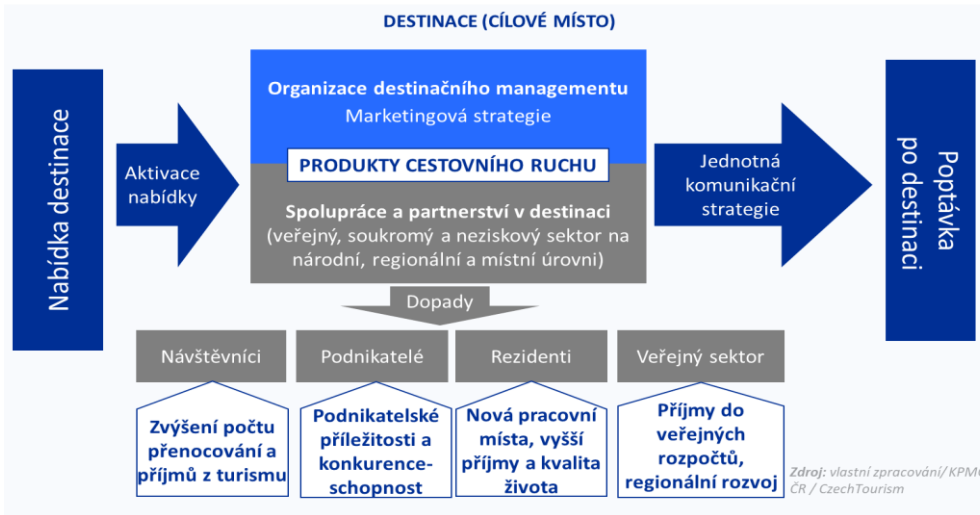 DESTINACE (CÍLOVÉ MÍSTO)
Nabídka destinace
Aktivace
nabídky
Organizace destinačního managementu
Marketingová strategie
PRODUKTY CESTOVNÍHO RUCHU
Spolupráce a partnerství v destinaci
(veřejný, soukromý a neziskový sektor na
národní, regionální a místní úrovni)
Jednotná
komunikační
strategie
Poptávka
po destinaci
Dopady
Návštěvníci
Podnikatelé
Rezidenti
Veřejný sektor
Zvýšení počtu
přenocování a
příjmů z turismu
Podnikatelské
příležitosti a
konkurence-
schopnost
Nová pracovní
místa, vyšší
příjmy a kvalita
života
Příjmy do
veřejných
rozpočtů,
regionální rozvoj
Zdroj: vlastní zpracování/ KPMG
ČR / CzechTourism